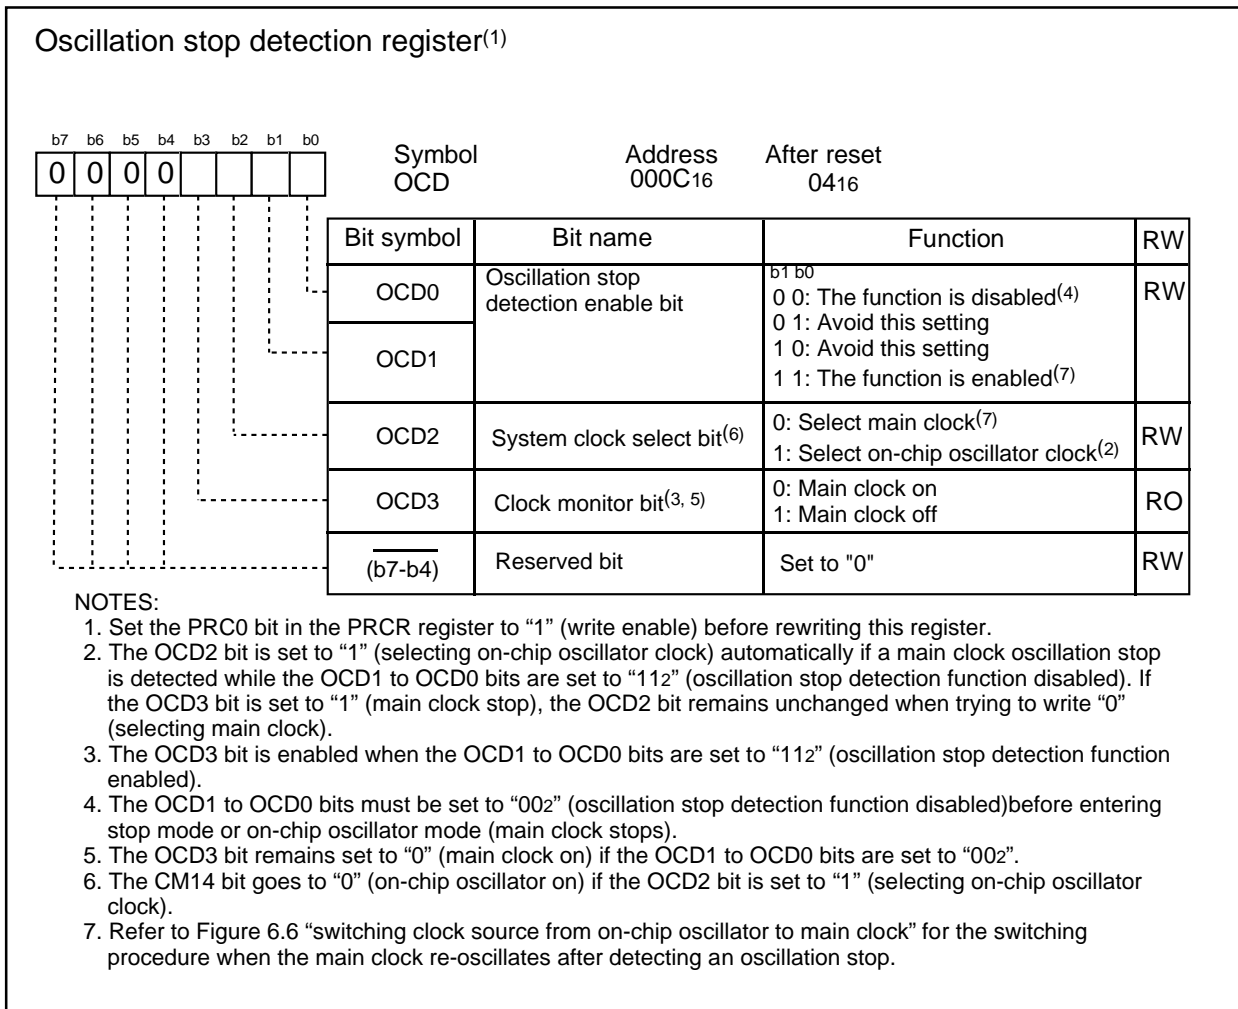 Oscillation stop detection register(1)
b7 b6 b5 b4 b3 b2 b1 b0
0 0 0 0
Symbol Address After reset
OCD 000C16 0416
Bit symbol Bit name Function RW
OCD0 Oscillation stop detection enable bit b1 b0 RW
0 0: The function is disabled(4)
0 1: Avoid this setting
OCD1 1 0: Avoid this setting
1 1: The function is enabled(7)
OCD2 System clock select bit(6) 0: Select main clock(7) RW
1: Select on-chip oscillator clock(2)
OCD3 Clock monitor bit(3, 5) 0: Main clock on RO
1: Main clock off
(b7-b4) Reserved bit Set to "0" RW
NOTES:
1. Set the PRC0 bit in the PRCR register to “1” (write enable) before rewriting this register.
2. The OCD2 bit is set to “1” (selecting on-chip oscillator clock) automatically if a main clock oscillation stop
is detected while the OCD1 to OCD0 bits are set to “112” (oscillation stop detection function disabled). If
the OCD3 bit is set to “1” (main clock stop), the OCD2 bit remains unchanged when trying to write “0”
(selecting main clock).
3. The OCD3 bit is enabled when the OCD1 to OCD0 bits are set to “112” (oscillation stop detection function
enabled).
4. The OCD1 to OCD0 bits must be set to “002” (oscillation stop detection function disabled)before entering
stop mode or on-chip oscillator mode (main clock stops).
5. The OCD3 bit remains set to “0” (main clock on) if the OCD1 to OCD0 bits are set to “002”.
6. The CM14 bit goes to “0” (on-chip oscillator on) if the OCD2 bit is set to “1” (selecting on-chip oscillator
clock).
7. Refer to Figure 6.6 “switching clock source from on-chip oscillator to main clock” for the switching
procedure when the main clock re-oscillates after detecting an oscillation stop.